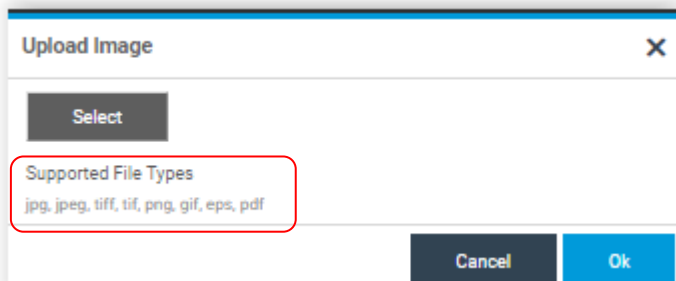 Upload Image
Select
Supported File Types
jpg, jpeg, tiff, tif, png, gif, eps, pdf
Cancel
Ok